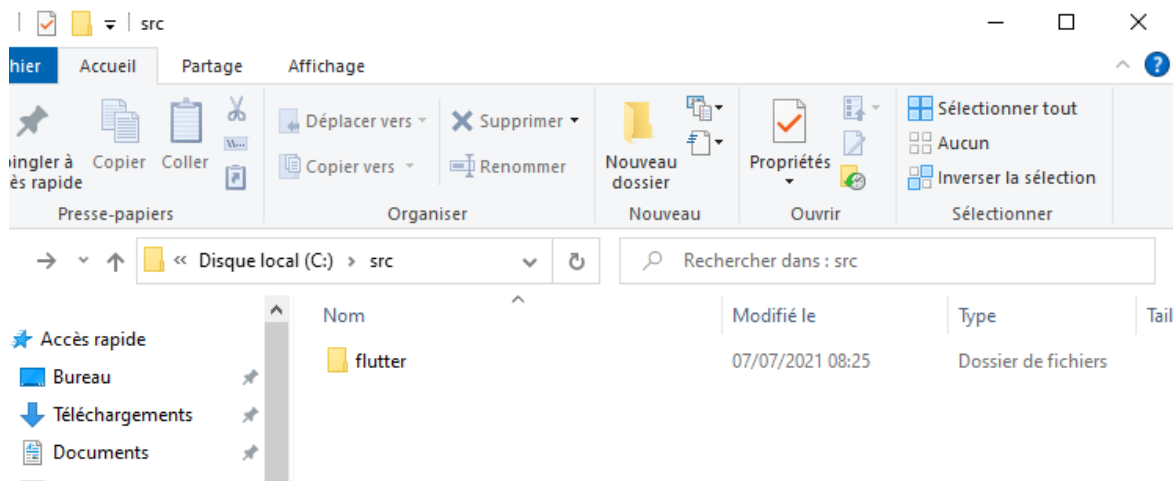 src
hier Accueil Partage Affichage
Déplacer vers Supprimer
Sélectionner tout
Aucun
Copier vers Renommer
ingler à Copier Coller
ès rapide
Nouveau
dossier
Propriétés
Inverser la sélection
Presse-papiers Organiser Nouveau Ouvrir Sélectionner
« Disque local (C:) › src
Rechercher dans : src
Nom Modifié le Type Tail
Accès rapide
flutter 07/07/2021 08:25 Dossier de fichiers
Bureau
Téléchargements
Documents